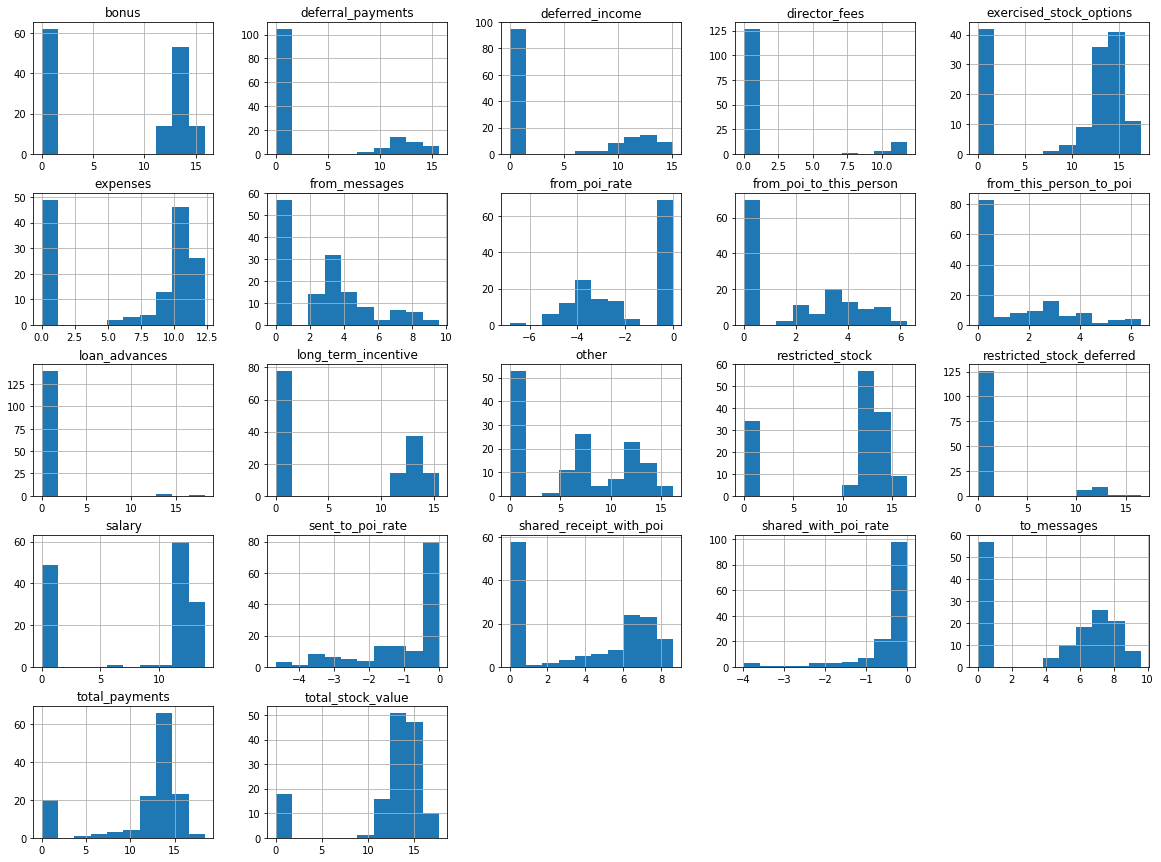 bonus
60
40
20
0
0 5 10 15
deferral_payments
100
80
60
40
20
0
0 5 10 15
deferred_income
100
80
60
40
20
0
0 5 10 15
director_fees
125
100
75
50
25
0
0.0 2.5 5.0 7.5 10.0
exercised_stock_options
40
30
20
10
0
0 5 10 15
expenses
50
40
30
20
10
0
0.0 2.5 5.0 7.5 10.0 12.5
from_messages
60
50
40
30
20
10
0
0 2 4 6 8 10
from_poi_rate
60
40
20
0
−6 −4 −2 0
from_poi_to_this_person
60
40
20
0
0 2 4 6
from_this_person_to_poi
80
60
40
20
0
0 1 2 3 4 5 6
loan_advances
125
100
75
50
25
0
0 5 10 15
long_term_incentive
80
60
40
20
0
0 5 10 15
other
50
40
30
20
10
0
0 5 10 15
restricted_stock
60
50
40
30
20
10
0
0 5 10 15
restricted_stock_deferred
125
100
75
50
25
0
0 5 10 15
salary
60
40
20
0
0 5 10
sent_to_poi_rate
80
60
40
20
0
−4 −3 −2 −1 0
shared_receipt_with_poi
60
50
40
30
20
10
0
0 2 4 6 8
shared_with_poi_rate
100
80
60
40
20
0
−4 −3 −2 −1 0
to_messages
60
50
40
30
20
10
0
0 2 4 6 8 10
total_payments
60
40
20
0
0 5 10 15
total_stock_value
50
40
30
20
10
0
0 5 10 15